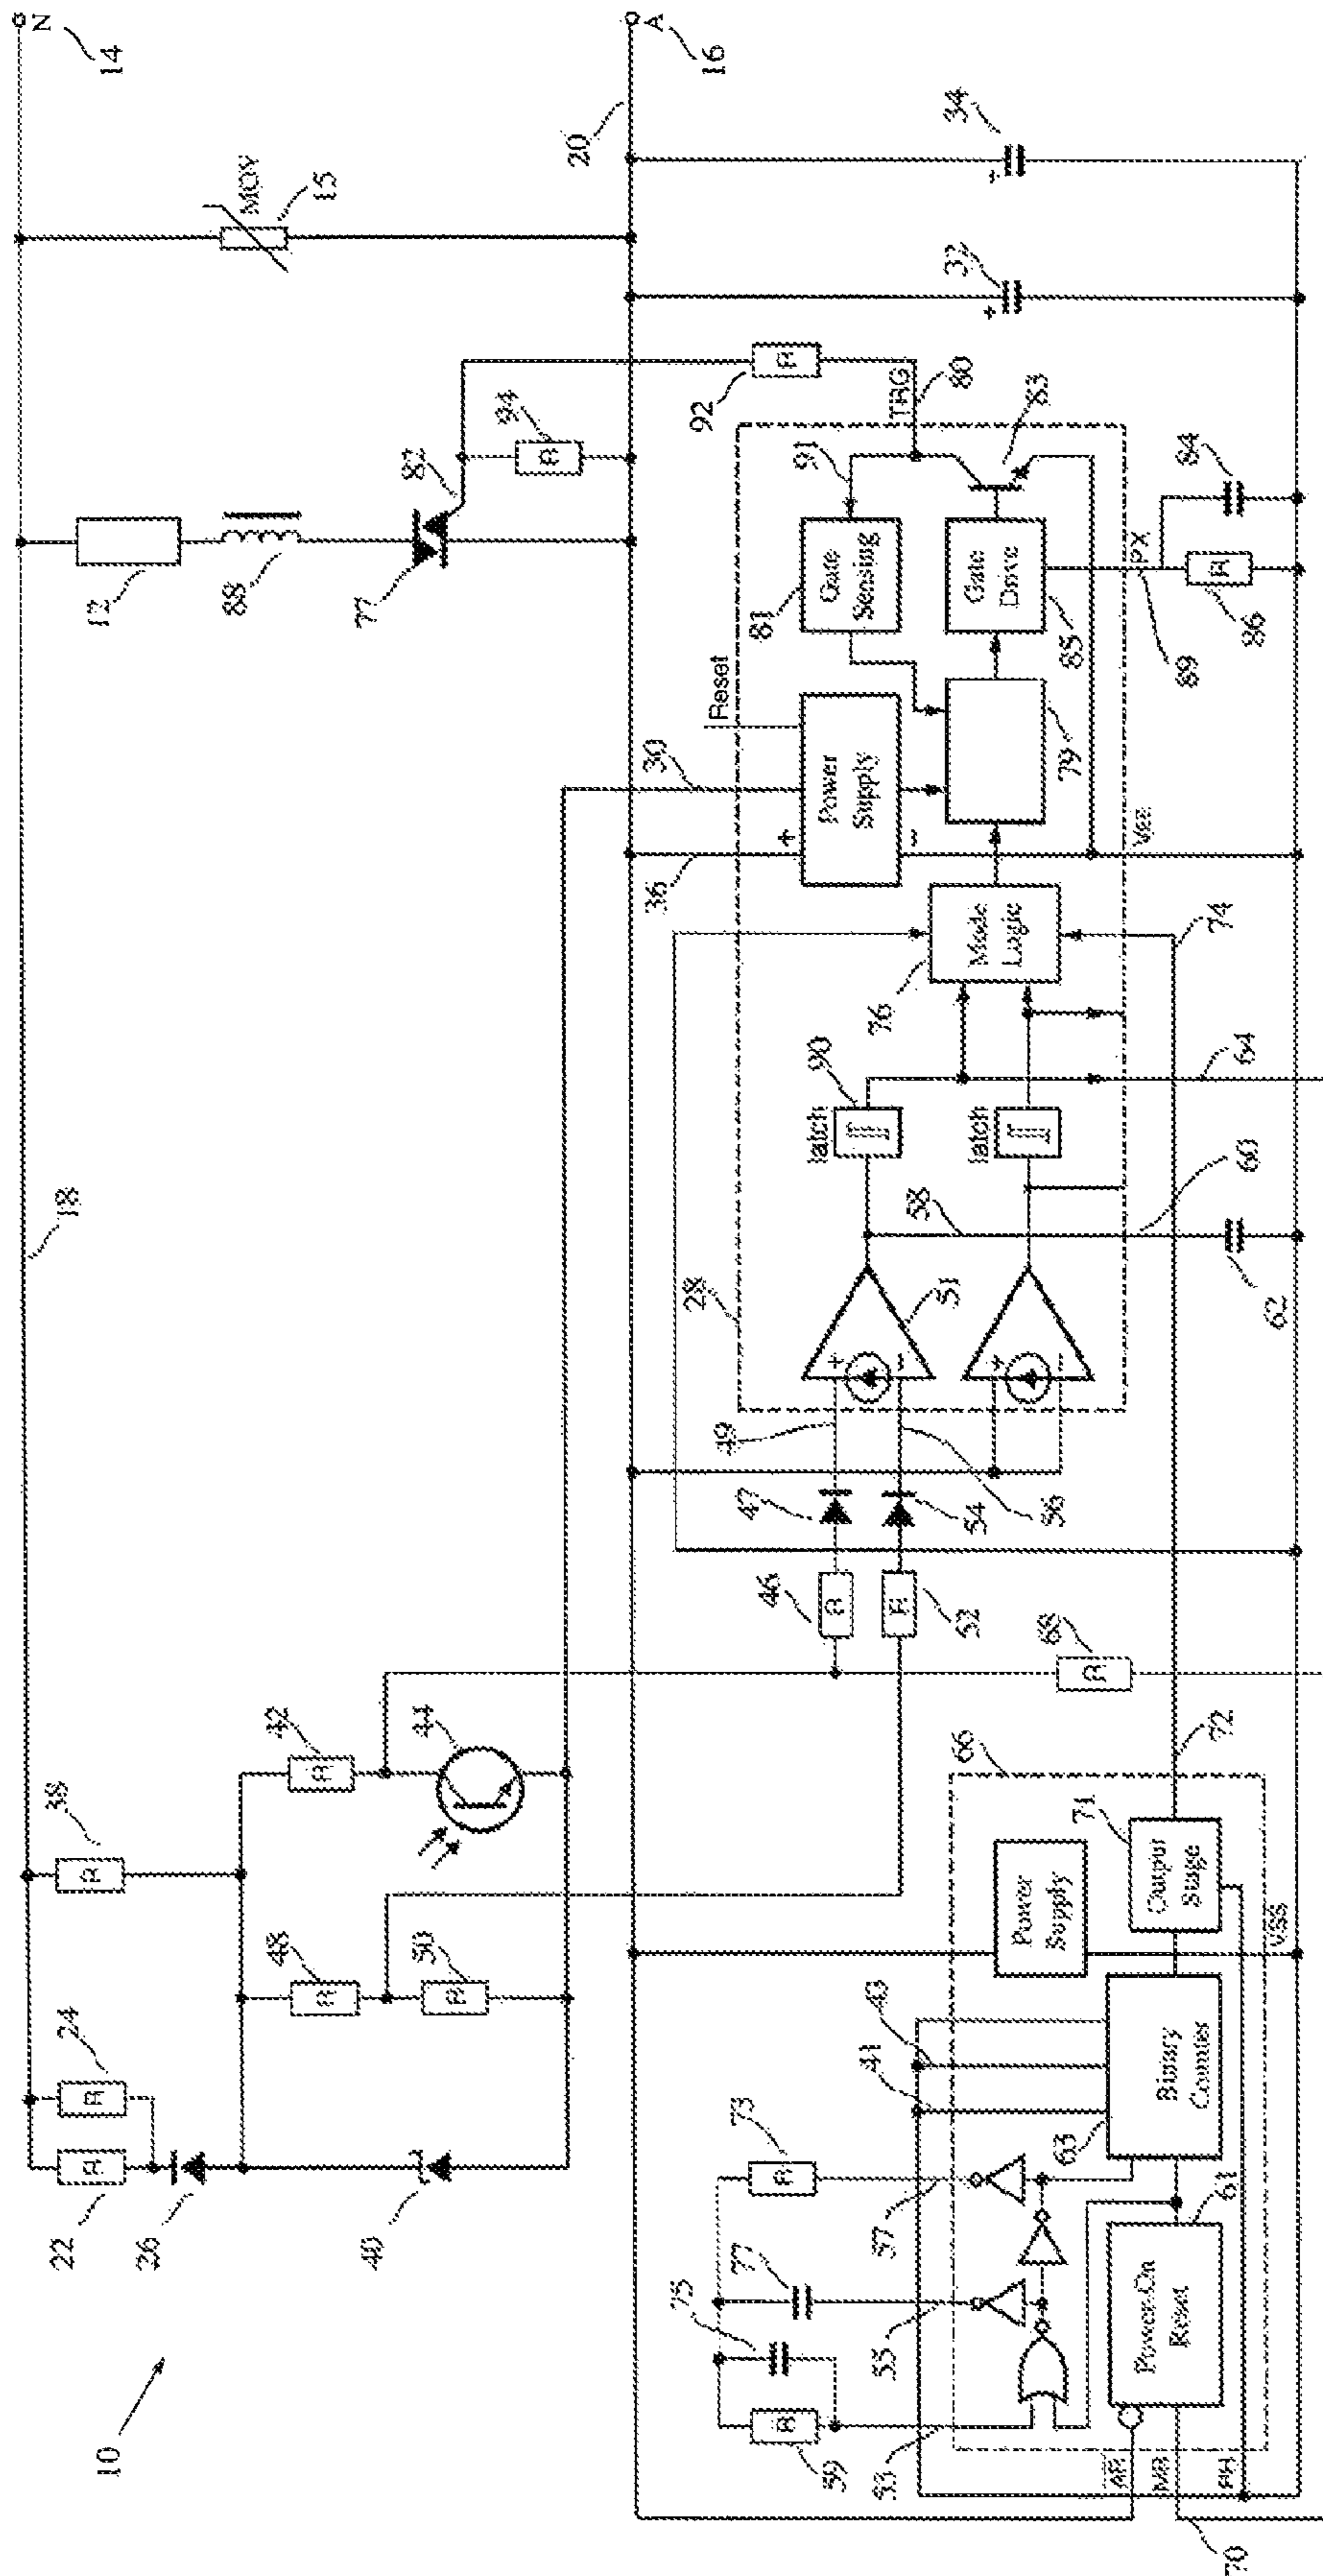 10
18
N
14
22
R
24
R
38
R
26
48
R
42
R
44
50
R
40
12
88
77
82
94
R
MOV
15
A
16
20
30
36
92
R
TRG
80
32
+
34
+
59
R
75
77
73
R
53
55
57
41
43
63
61
Power-On
Reset
Binary
Counter
Output
Stage
71
Power
Supply
66
72
VSS
AR
MR
PH
70
68
R
46
R
52
R
47
54
49
56
28
+
−
51
+
−
58
60
62
latch
90
latch
64
74
76
Mode
Logic
Reset
+
Power
Supply
−
79
81
Gate
Sensing
91
Gate
Drive
85
83
89
PX
VEE
86
R
84